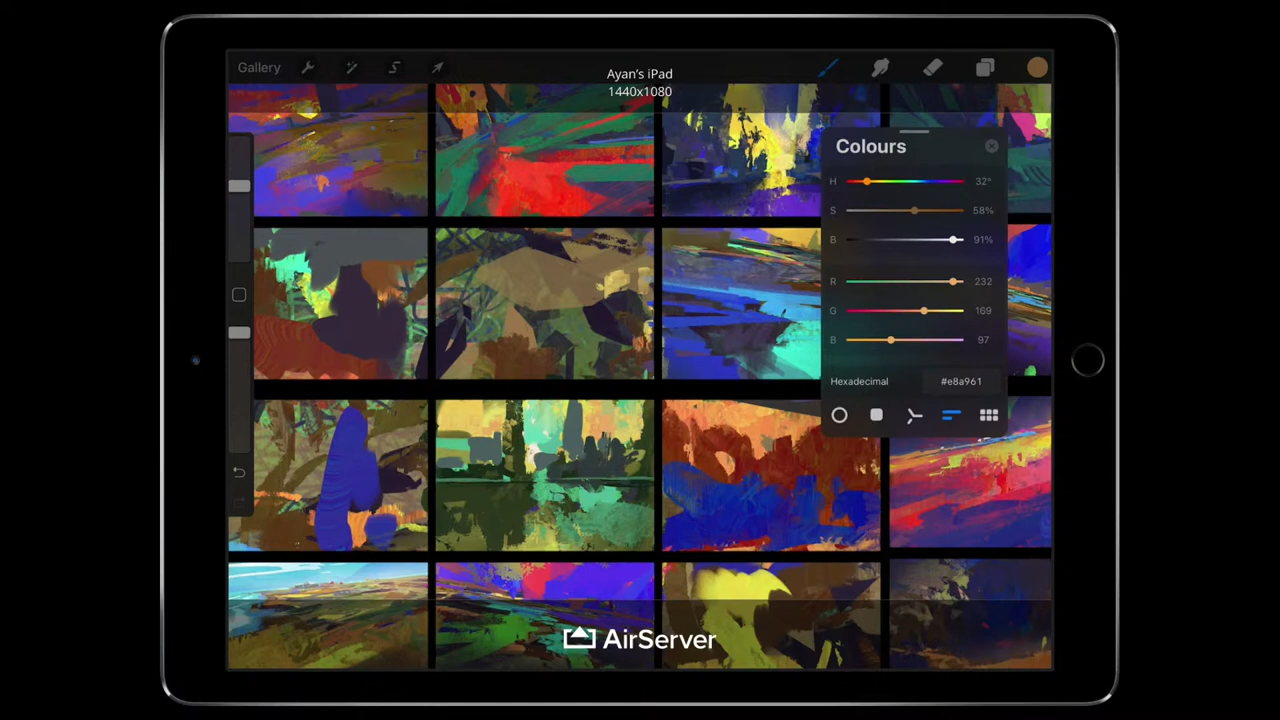 Gallery
Ayan's iPad
1440x1080
Colours
H 32°
S 58%
B 91%
R 232
G 169
B 97
Hexadecimal #e8a961
AirServer